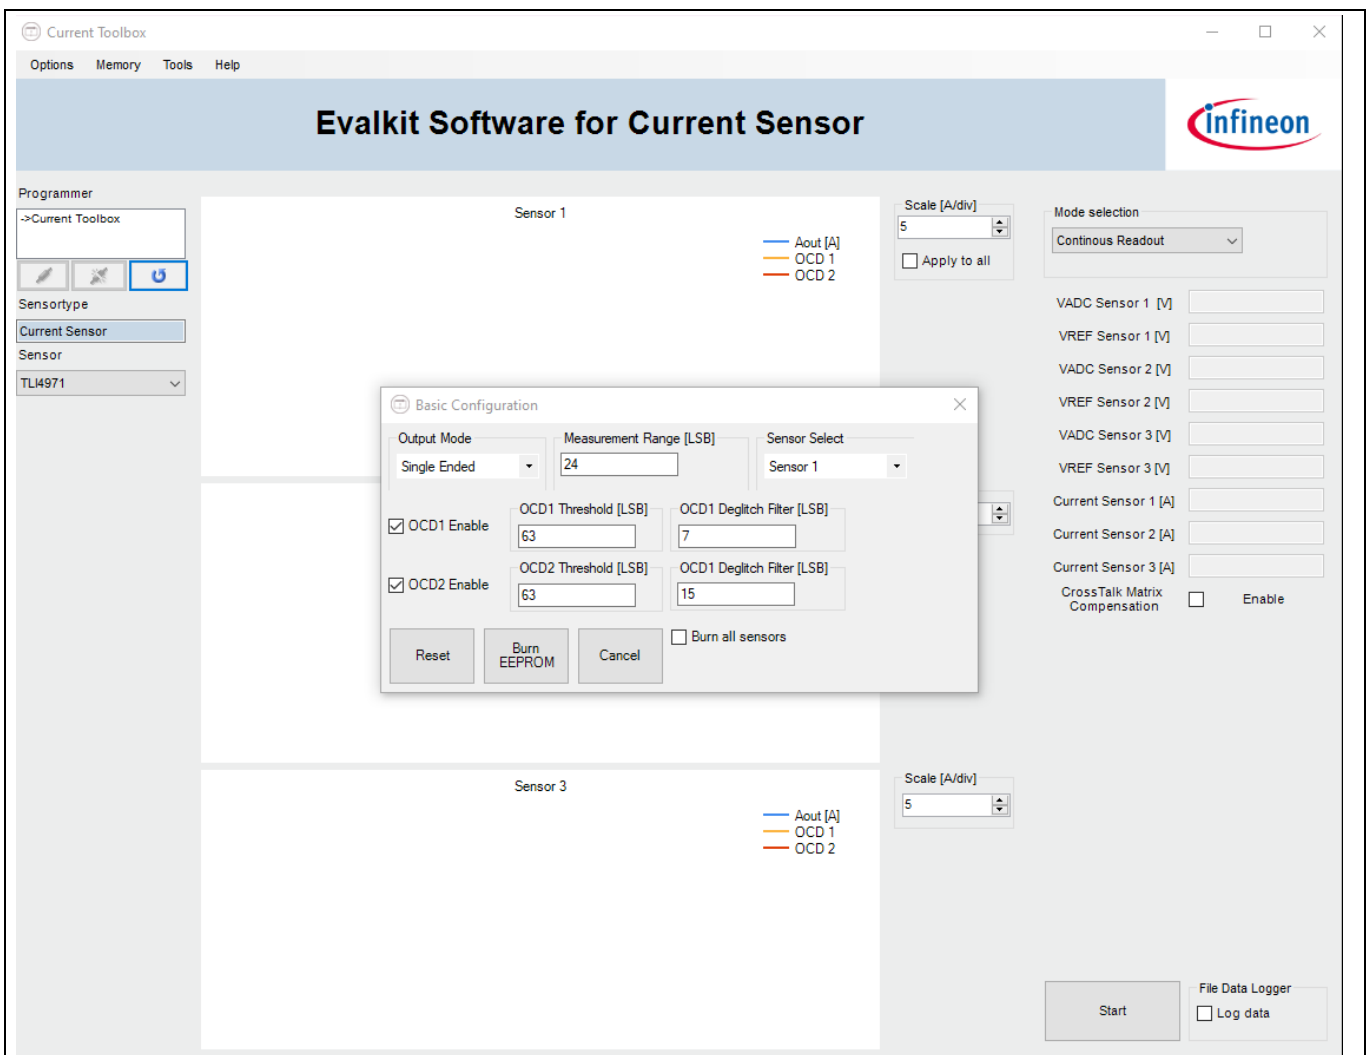 Current Toolbox
Options Memory Tools Help
Evalkit Software for Current Sensor
infineon
Programmer
->Current Toolbox
Sensortype
Current Sensor
Sensor
TLI4971
Sensor 1
Aout [A]
OCD 1
OCD 2
Scale [A/div]
5
Apply to all
Mode selection
Continous Readout
VADC Sensor 1 [V]
VREF Sensor 1 [V]
VADC Sensor 2 [V]
VREF Sensor 2 [V]
VADC Sensor 3 [V]
VREF Sensor 3 [V]
Current Sensor 1 [A]
Current Sensor 2 [A]
Current Sensor 3 [A]
CrossTalk Matrix
Compensation
Enable
Basic Configuration
Output Mode
Single Ended
Measurement Range [LSB]
24
Sensor Select
Sensor 1
OCD1 Enable
OCD1 Threshold [LSB]
63
OCD1 Deglitch Filter [LSB]
7
OCD2 Enable
OCD2 Threshold [LSB]
63
OCD1 Deglitch Filter [LSB]
15
Reset
Burn
EEPROM
Cancel
Burn all sensors
Sensor 3
Aout [A]
OCD 1
OCD 2
Scale [A/div]
5
Start
File Data Logger
Log data